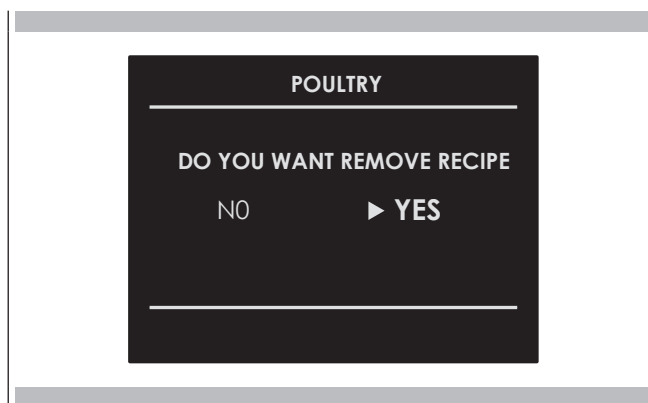 POULTRY
DO YOU WANT REMOVE RECIPE
N0 ▶ YES